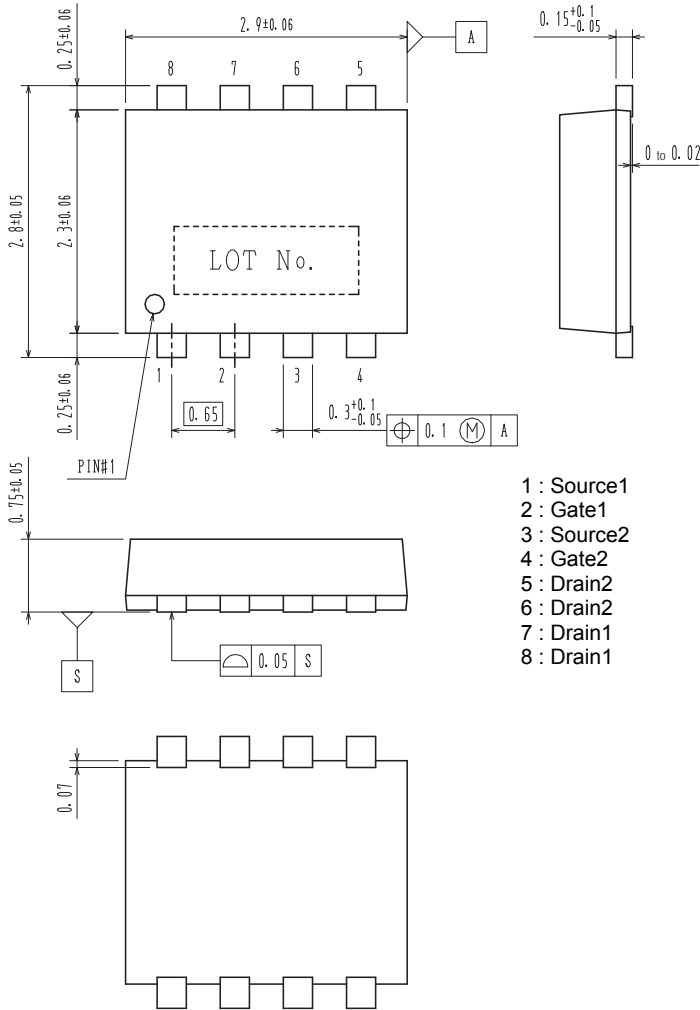 2.9±0.06
A
0.15+0.1 -0.05
0.25±0.06
8 7 6 5
0 to 0.02
2.8±0.05
2.3±0.06
LOT No.
1 2 3 4
0.25±0.06
0.65
0.3+0.1 -0.05
0.1 Ⓜ A
PIN#1
0.75±0.05
1 : Source1
2 : Gate1
3 : Source2
4 : Gate2
5 : Drain2
6 : Drain2
7 : Drain1
8 : Drain1
S
0.05 S
0.07